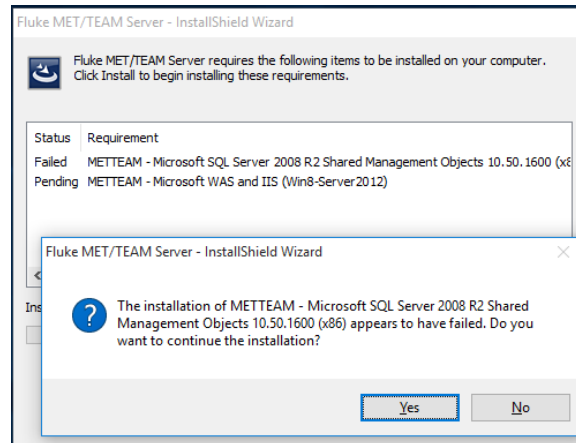 Fluke MET/TEAM Server - InstallShield Wizard
Fluke MET/TEAM Server requires the following items to be installed on your computer.
Click Install to begin installing these requirements.
Status Requirement
Failed METTEAM - Microsoft SQL Server 2008 R2 Shared Management Objects 10.50.1600 (x8
Pending METTEAM - Microsoft WAS and IIS (Win8-Server2012)
Fluke MET/TEAM Server - InstallShield Wizard
Ins
The installation of METTEAM - Microsoft SQL Server 2008 R2 Shared
Management Objects 10.50.1600 (x86) appears to have failed. Do you
want to continue the installation?
Yes No